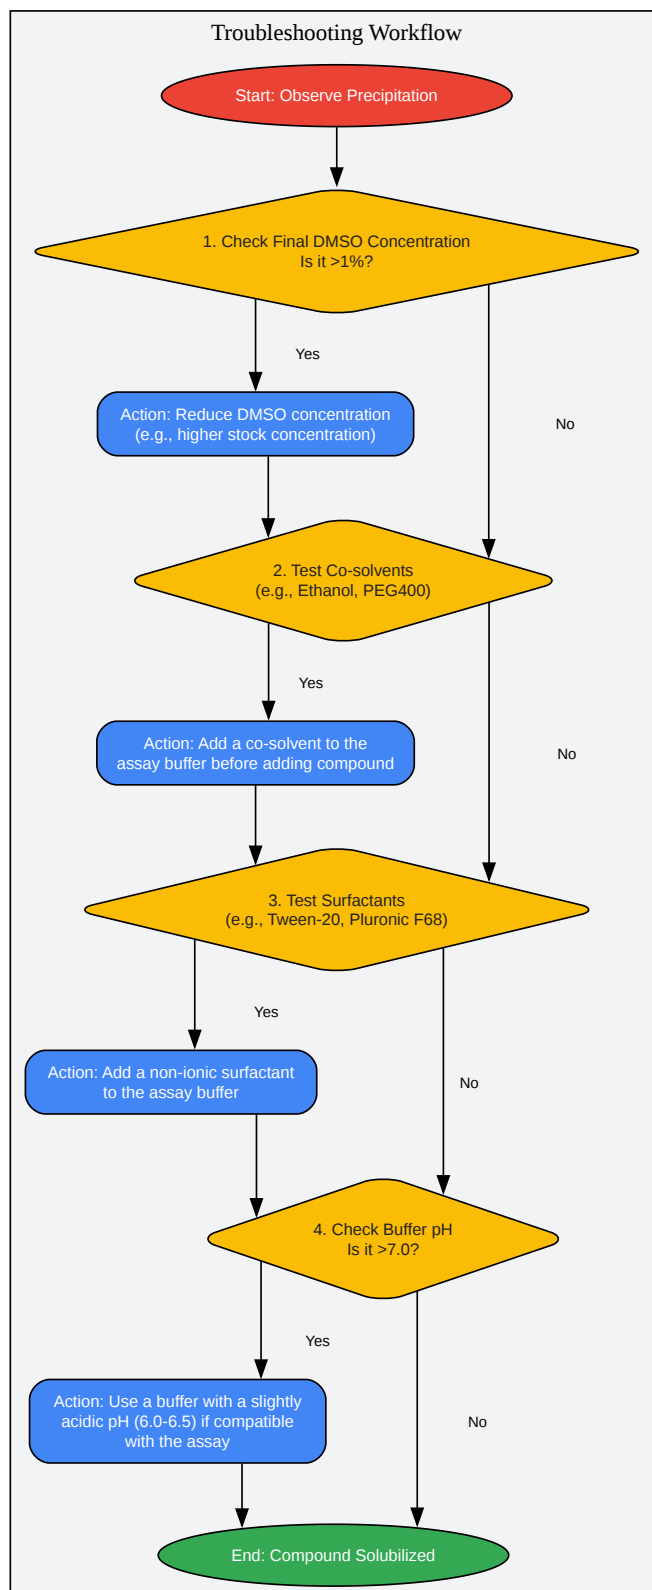 Troubleshooting Workflow
Start: Observe Precipitation
1. Check Final DMSO Concentration
Is it >1%?
Yes
No
Action: Reduce DMSO concentration
(e.g., higher stock concentration)
2. Test Co-solvents
(e.g., Ethanol, PEG400)
Yes
No
Action: Add a co-solvent to the
assay buffer before adding compound
3. Test Surfactants
(e.g., Tween-20, Pluronic F68)
Yes
No
Action: Add a non-ionic surfactant
to the assay buffer
4. Check Buffer pH
Is it >7.0?
Yes
No
Action: Use a buffer with a slightly
acidic pH (6.0-6.5) if compatible
with the assay
End: Compound Solubilized